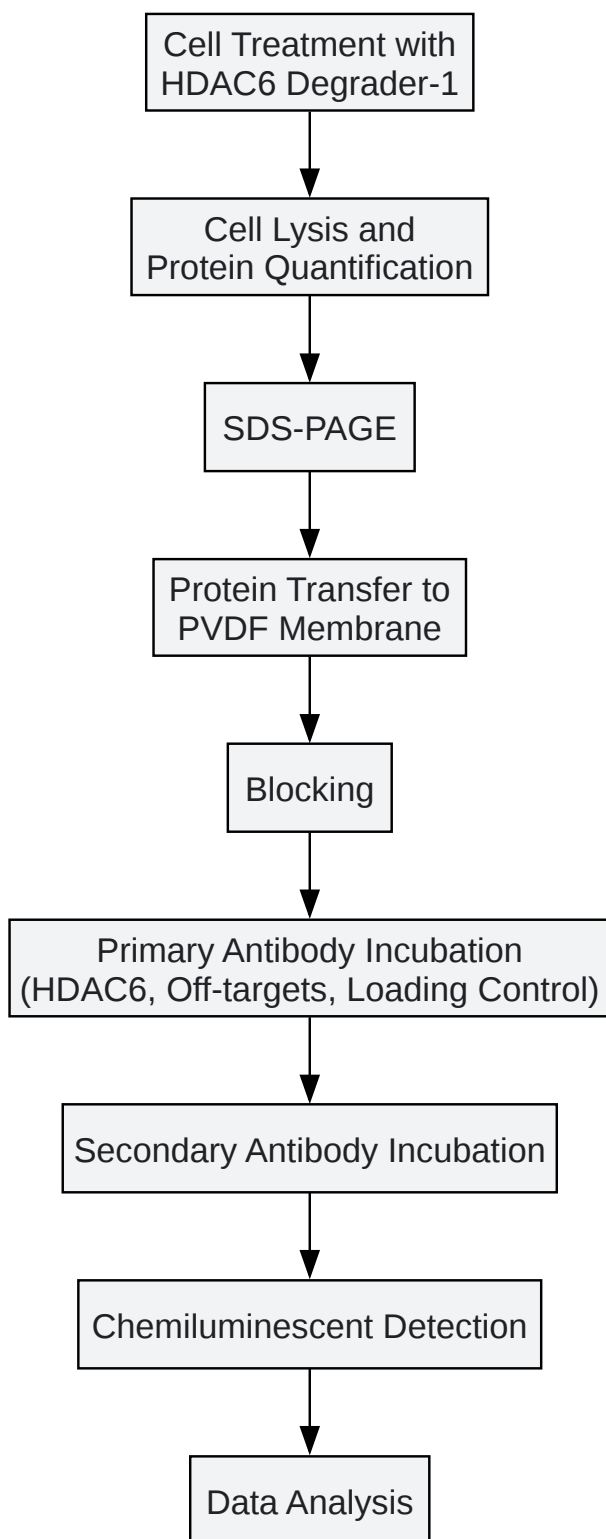 Cell Treatment with
HDAC6 Degrader-1
Cell Lysis and
Protein Quantification
SDS-PAGE
Protein Transfer to
PVDF Membrane
Blocking
Primary Antibody Incubation
(HDAC6, Off-targets, Loading Control)
Secondary Antibody Incubation
Chemiluminescent Detection
Data Analysis